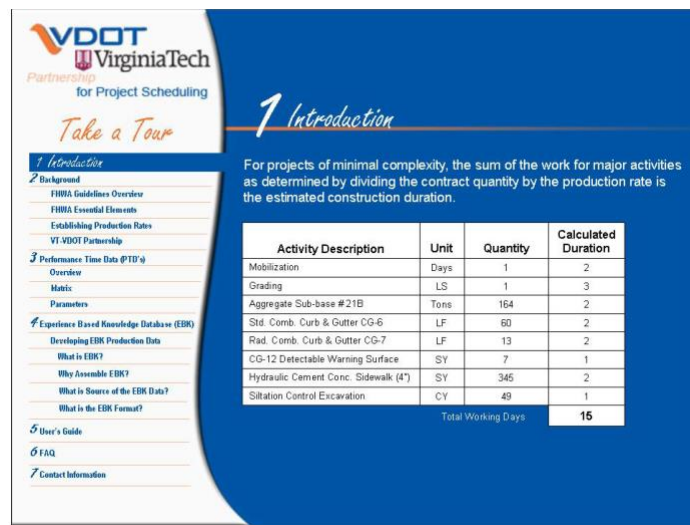 VDOT
VirginiaTech
Partnership
for Project Scheduling
Take a Tour
1 Introduction
2 Background
FHWA Guidelines Overview
FHWA Essential Elements
Establishing Production Rates
VT-VDOT Partnership
3 Performance Time Data (PTD's)
Overview
Matrix
Parameters
4 Experience Based Knowledge Database (EBK)
Developing EBK Production Data
What is EBK?
Why Assemble EBK?
What is Source of the EBK Data?
What is the EBK Format?
5 User's Guide
6 FAQ
7 Contact Information
1 Introduction
For projects of minimal complexity, the sum of the work for major activities
as determined by dividing the contract quantity by the production rate is
the estimated construction duration.
Activity Description Unit Quantity Calculated Duration
Mobilization Days 1 2
Grading LS 1 3
Aggregate Sub-base #21B Tons 164 2
Std. Comb. Curb & Gutter CG-6 LF 60 2
Rad. Comb. Curb & Gutter CG-7 LF 13 2
CG-12 Detectable Warning Surface SY 7 1
Hydraulic Cement Conc. Sidewalk (4") SY 345 2
Siltation Control Excavation CY 49 1
Total Working Days 15